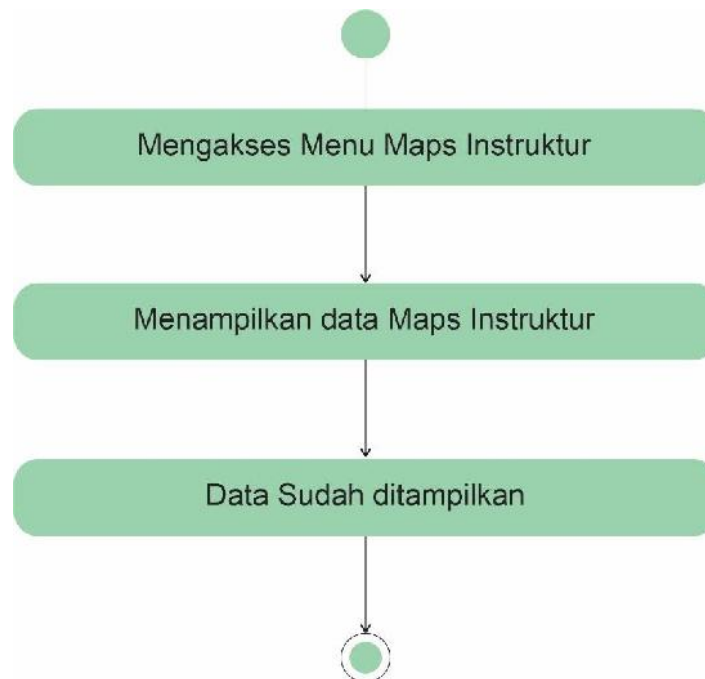 Mengakses Menu Maps Instruktur
Menampilkan data Maps Instruktur
Data Sudah ditampilkan